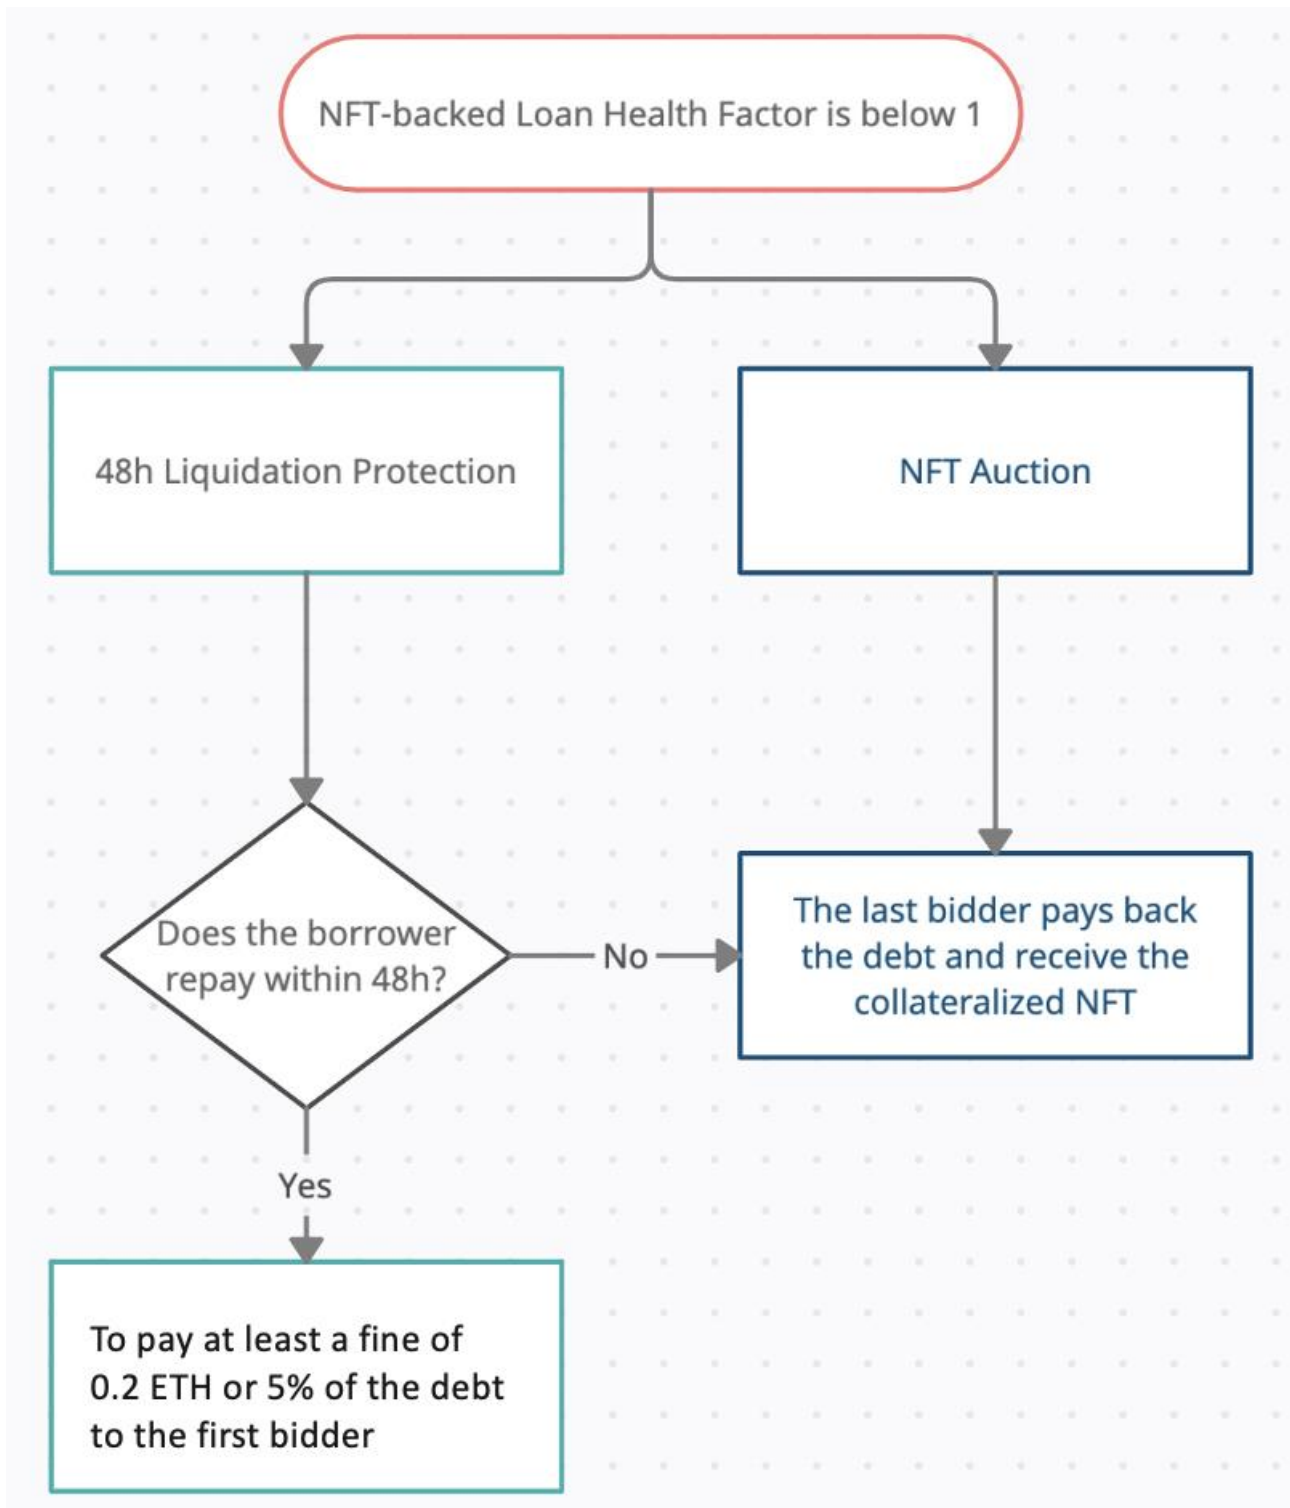 NFT-backed Loan Health Factor is below 1
48h Liquidation Protection
NFT Auction
Does the borrower
repay within 48h?
No
The last bidder pays back
the debt and receive the
collateralized NFT
Yes
To pay at least a fine of
0.2 ETH or 5% of the debt
to the first bidder